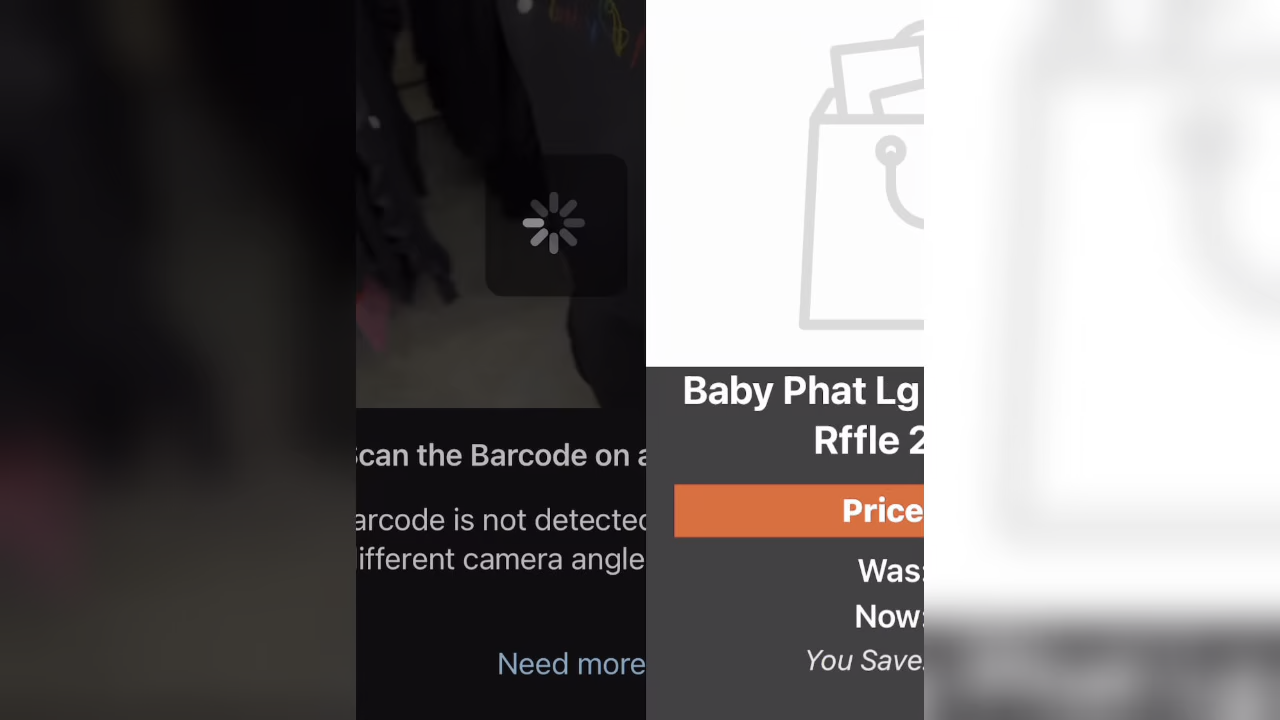 Scan the Barcode on a
arcode is not detected
ifferent camera angle
Need more
Baby Phat Lg
Rffle 2
Price
Was:
Now:
You Save: